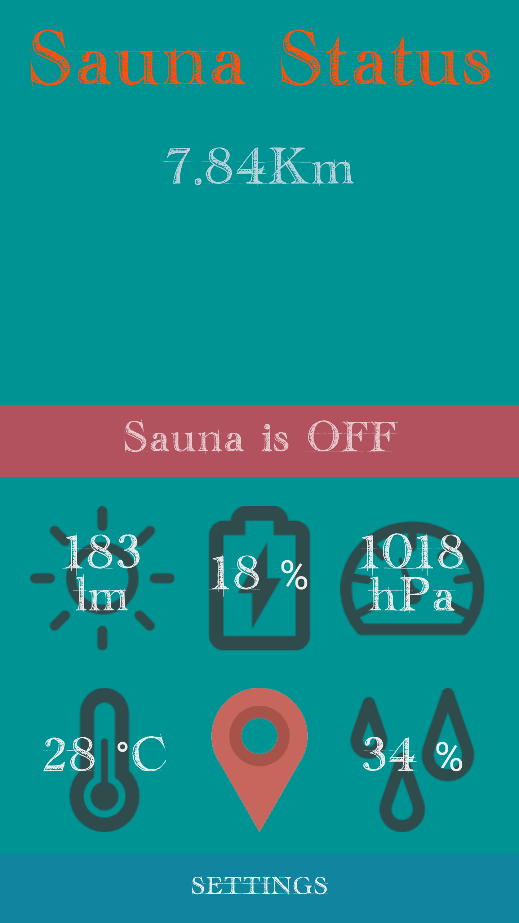 Sauna Status
7.84Km
Sauna is OFF
183
lm
18 %
1018
hPa
28 °C
34 %
SETTINGS